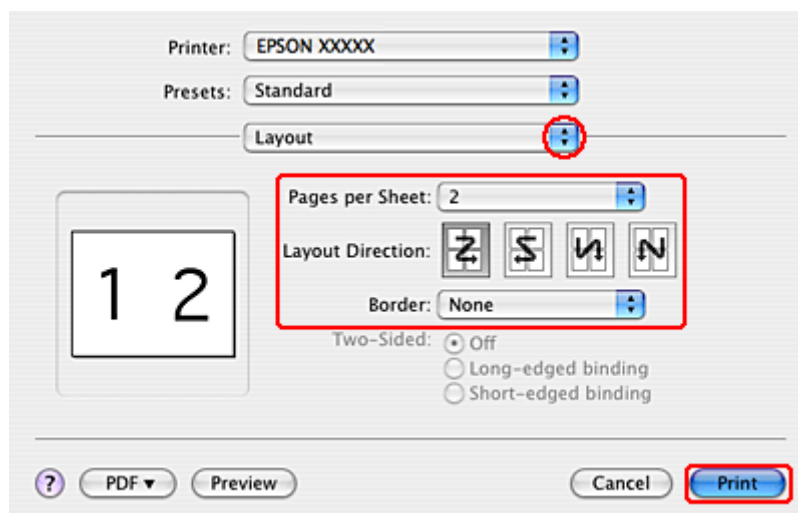 Printer: EPSON XXXXX
Presets: Standard
Layout
Pages per Sheet: 2
Layout Direction:
Border: None
1 2
Two-Sided: Off
Long-edged binding
Short-edged binding
? PDF Preview Cancel Print